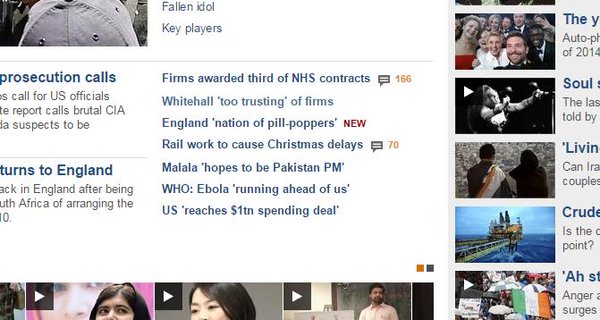 Fallen idol
Key players
prosecution calls
os call for US officials
te report calls brutal CIA
da suspects to be
turns to England
ack in England after being
uth Africa of arranging the
10.
Firms awarded third of NHS contracts 166
Whitehall 'too trusting' of firms
England 'nation of pill-poppers' NEW
Rail work to cause Christmas delays 70
Malala 'hopes to be Pakistan PM'
WHO: Ebola 'running ahead of us'
US 'reaches $1tn spending deal'
The y
Auto-ph
of 2014
Soul s
The las
told by
'Living
Can Ira
couples
Crude
Is the c
point?
'Ah st
Anger a
surges